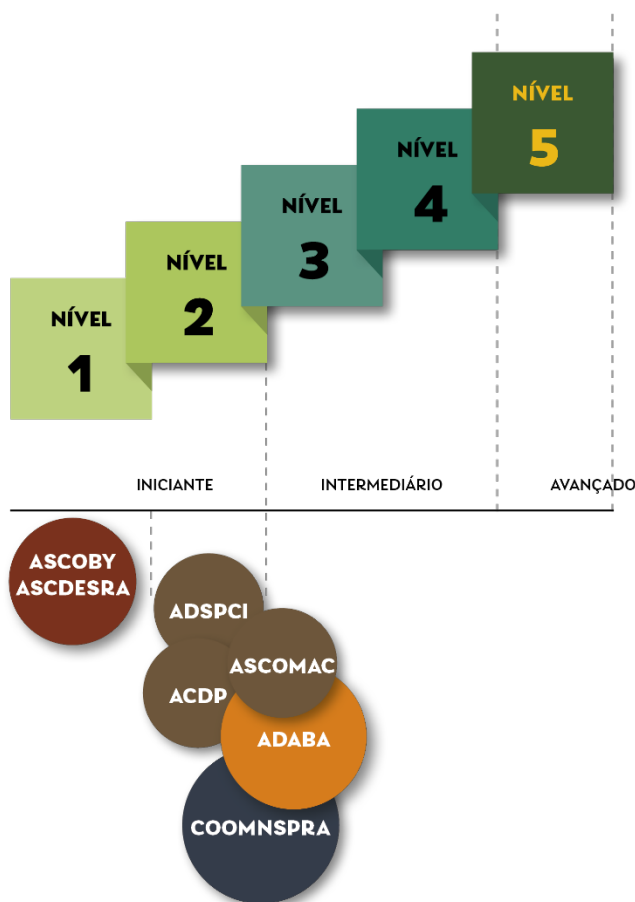 NÍVEL
1
NÍVEL
2
NÍVEL
3
NÍVEL
4
NÍVEL
5
INICIANTE
INTERMEDIÁRIO
AVANÇADO
ASCOBY
ASCDESRA
ADSPCI
ASCOMAC
ACDP
ADABA
COOMNSPRA